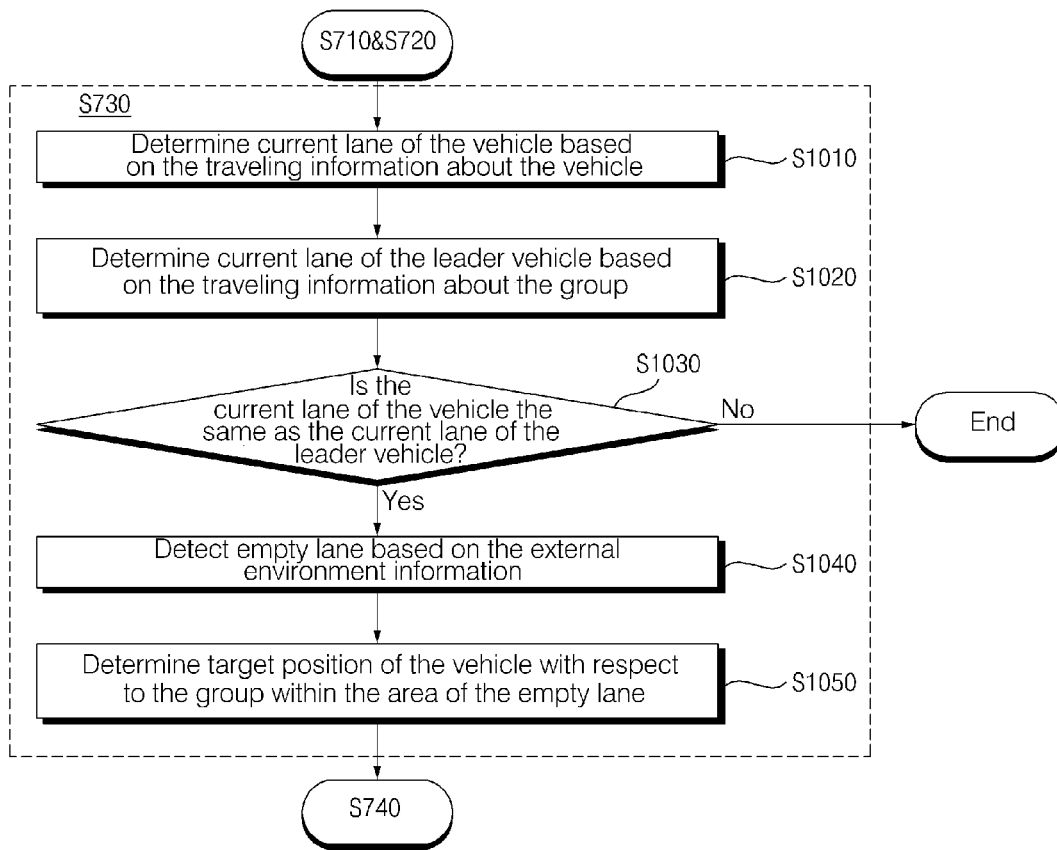 S710&S720
S730
Determine current lane of the vehicle based
on the traveling information about the vehicle
S1010
Determine current lane of the leader vehicle based
on the traveling information about the group
S1020
S1030
Is the
current lane of the vehicle the
same as the current lane of the
leader vehicle?
No
End
Yes
Detect empty lane based on the external
environment information
S1040
Determine target position of the vehicle with respect
to the group within the area of the empty lane
S1050
S740